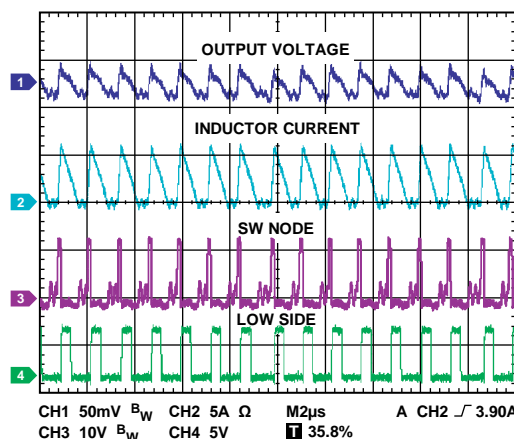 OUTPUT VOLTAGE
1
INDUCTOR CURRENT
2
SW NODE
3
LOW SIDE
4
CH1 50mV BW CH2 5A Ω M2µs A CH2 3.90A
CH3 10V BW CH4 5V T 35.8%